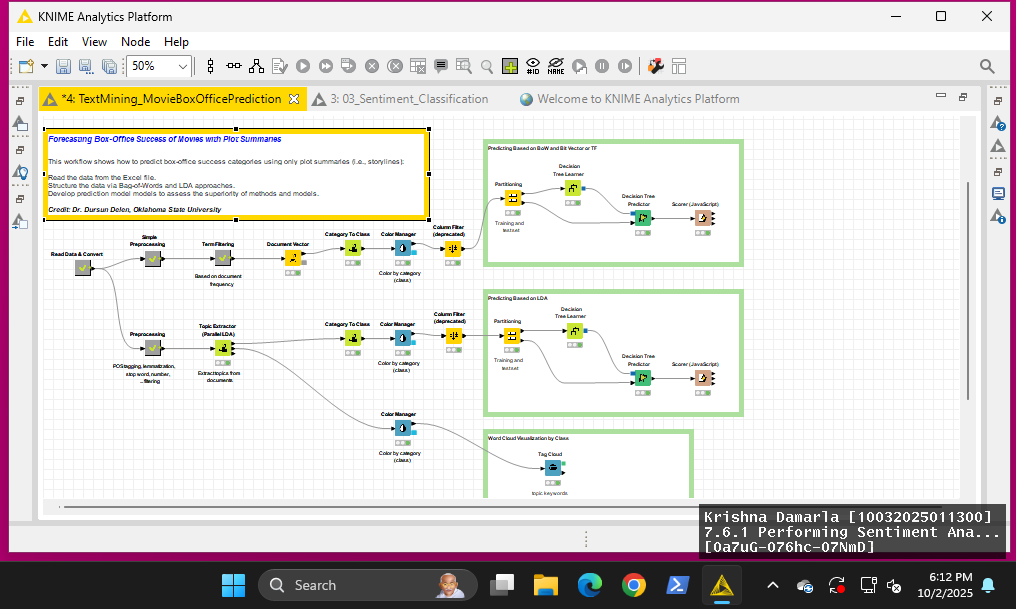 KNIME Analytics Platform
File Edit View Node Help
50%
#ID
NAME
*4: TextMining_MovieBoxOfficePrediction
3: 03_Sentiment_Classification
Welcome to KNIME Analytics Platform
Forecasting Box-Office Success of Movies with Plot Summaries
This workflow shows how to predict box-office success categories using only plot summaries (i.e., storylines):
Read the data from the Excel file.
Structure the data via Bag-of-Words and LDA approaches.
Develop prediction model models to assess the superiority of methods and models.
Credit: Dr. Dursun Delen, Oklahoma State University
Predicting Based on BoW and Bit Vector or TF
Decision
Tree Learner
Partitioning
Training and
test set
Decision Tree
Predictor
Scorer (JavaScript)
Read Data & Convert
Simple
Preprocessing
Term Filtering
Based on document
frequency
Document Vector
Category To Class
Color Manager
Color by category
(class)
Column Filter
(deprecated)
Predicting Based on LDA
Decision
Tree Learner
Partitioning
Training and
test set
Decision Tree
Predictor
Scorer (JavaScript)
Preprocessing
POS tagging, lemmatization,
stop word, number,
...filtering
Topic Extractor
(Parallel LDA)
Extract topics from
documents
Category To Class
Color Manager
Color by category
(class)
Column Filter
(deprecated)
Color Manager
Color by category
(class)
Word Cloud Visualization by Class
Tag Cloud
topic keywords
Krishna Damarla [10032025011300]
7.6.1 Performing Sentiment Ana...
[0a7uG-076hc-07NmD]
Search
6:12 PM
10/2/2025